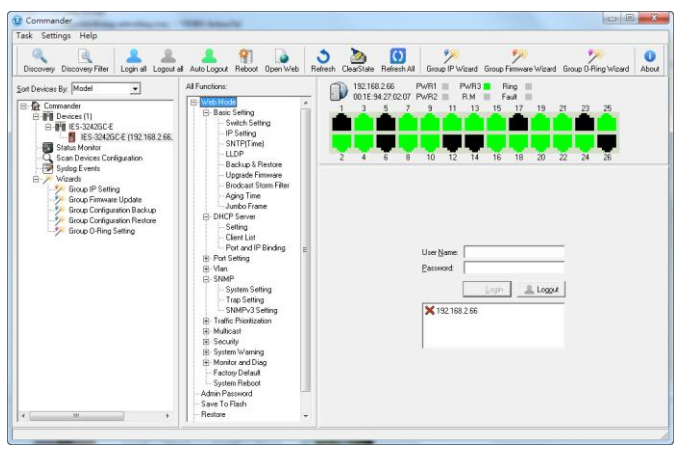 Commander
Task Settings Help
Discovery Discovery Filter Login all Logout all Auto Logout Reboot Open Web Refresh ClearState Refresh All Group IP Wizard Group Firmware Wizard Group O-Ring Wizard About
Sort Devices By: Model
Commander
Devices (1)
IES-3242GC-E
IES-3242GC-E (192.168.2.66,
Status Monitor
Scan Devices Configuration
Syslog Events
Wizards
Group IP Setting
Group Firmware Update
Group Configuration Backup
Group Configuration Restore
Group O-Ring Setting
All Functions:
Web Mode
Basic Setting
Switch Setting
IP Setting
SNTP(Time)
LLDP
Backup & Restore
Upgrade Firmware
Brodcast Storm Filter
Aging Time
Jumbo Frame
DHCP Server
Setting
Client List
Port and IP Binding
Port Setting
Vlan
SNMP
System Setting
Trap Setting
SNMPv3 Setting
Traffic Prioritization
Multicast
Security
System Warning
Monitor and Diag
Factory Default
System Reboot
Admin Password
Save To Flash
Restore
192.168.2.66 PWR1 PWR3 Ring
00:1E:94:27:02:07 PWR2 R.M Fault
1 3 5 7 9 11 13 15 17 19 21 23 25
2 4 6 8 10 12 14 16 18 20 22 24 26
User Name:
Password:
Login Logout
192.168.2.66